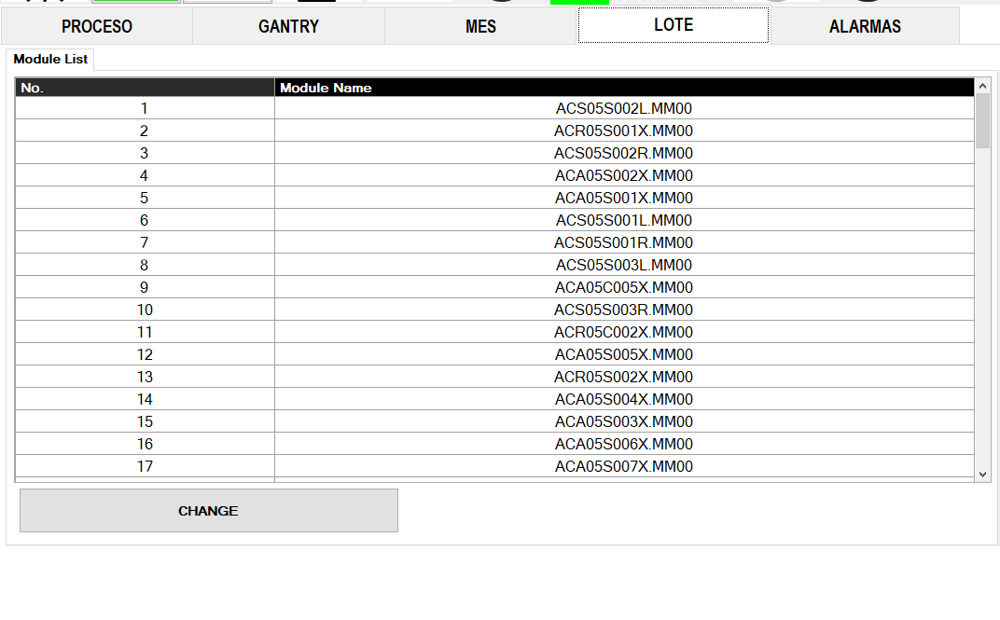 PROCESO GANTRY MES LOTE ALARMAS
Module List
No. Module Name
1 ACS05S002L.MM00
2 ACR05S001X.MM00
3 ACS05S002R.MM00
4 ACA05S002X.MM00
5 ACA05S001X.MM00
6 ACS05S001L.MM00
7 ACS05S001R.MM00
8 ACS05S003L.MM00
9 ACA05C005X.MM00
10 ACS05S003R.MM00
11 ACR05C002X.MM00
12 ACA05S005X.MM00
13 ACR05S002X.MM00
14 ACA05S004X.MM00
15 ACA05S003X.MM00
16 ACA05S006X.MM00
17 ACA05S007X.MM00
CHANGE